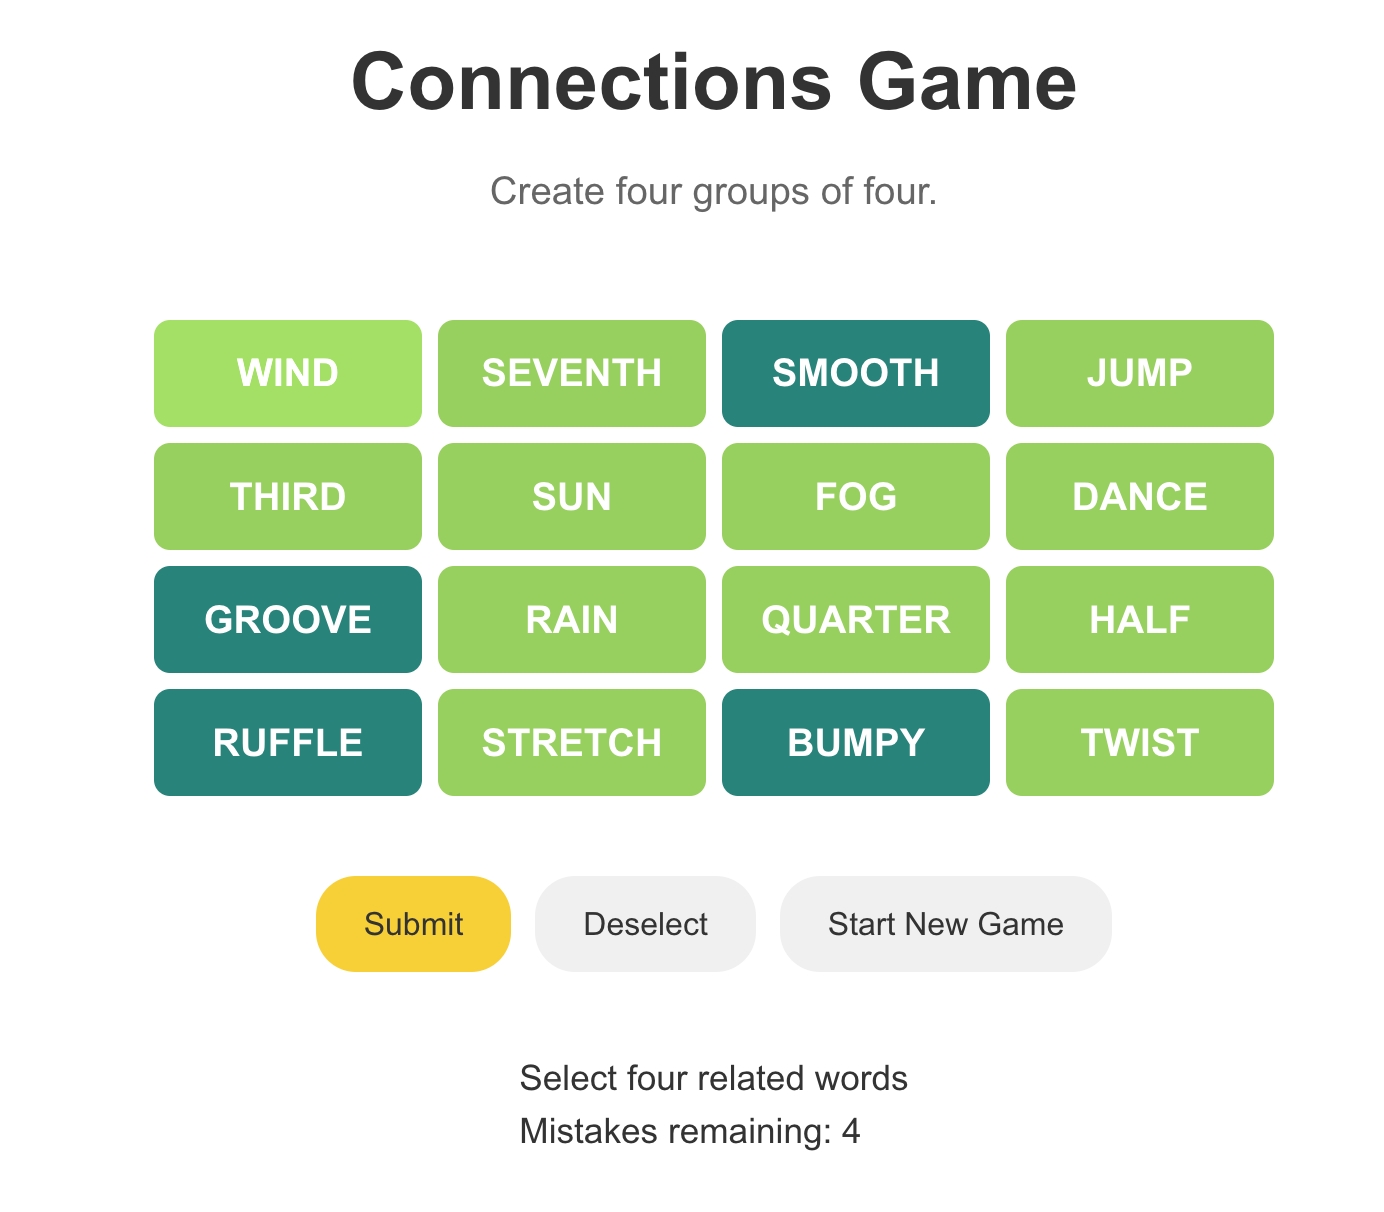 Connections Game
Create four groups of four.
WIND SEVENTH SMOOTH JUMP
THIRD SUN FOG DANCE
GROOVE RAIN QUARTER HALF
RUFFLE STRETCH BUMPY TWIST
Submit Deselect Start New Game
Select four related words
Mistakes remaining: 4